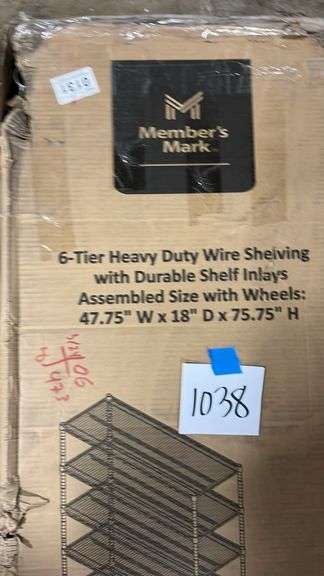 6131
Member's
Mark
6-Tier Heavy Duty Wire Shelving
with Durable Shelf Inlays
Assembled Size with Wheels:
47.75" W x 18" D x 75.75" H
1038